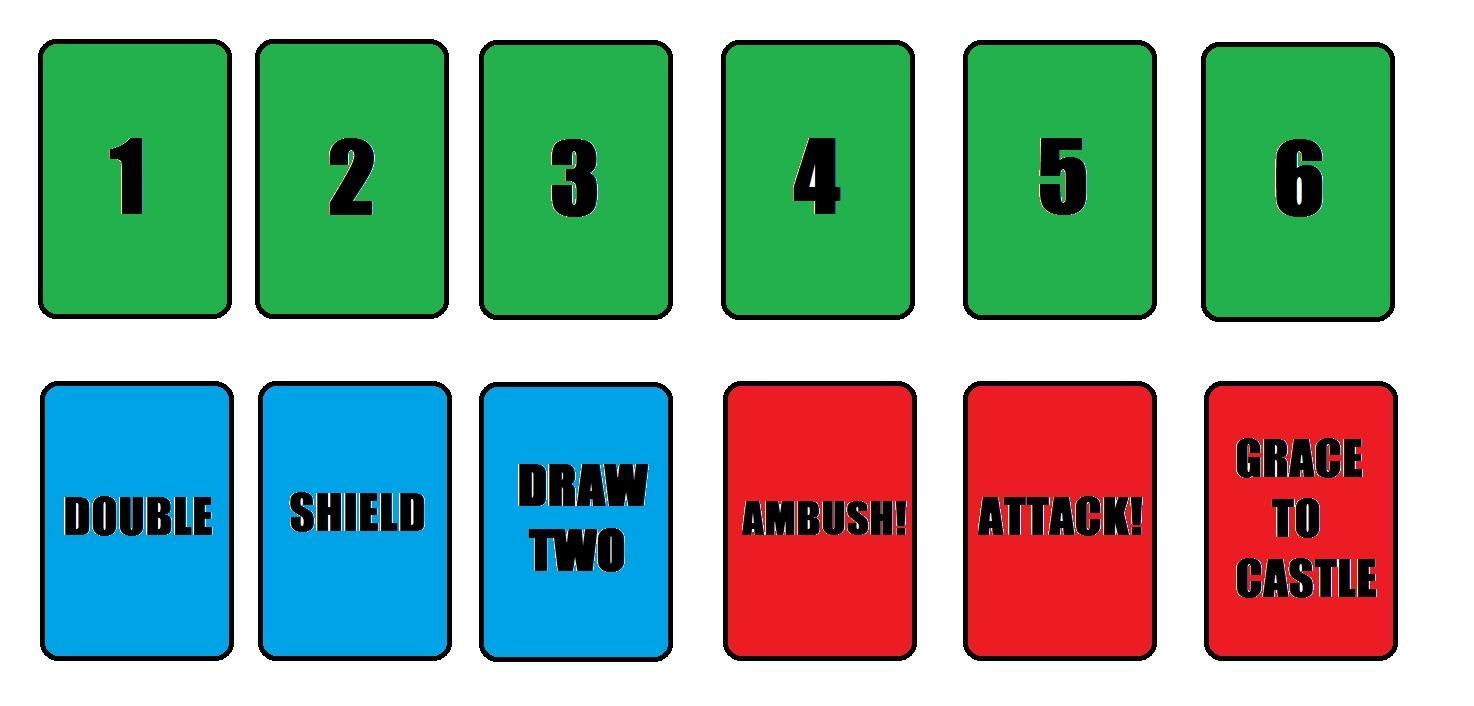 1
2
3
4
5
6
DOUBLE
SHIELD
DRAW
TWO
AMBUSH!
ATTACK!
GRACE
TO
CASTLE